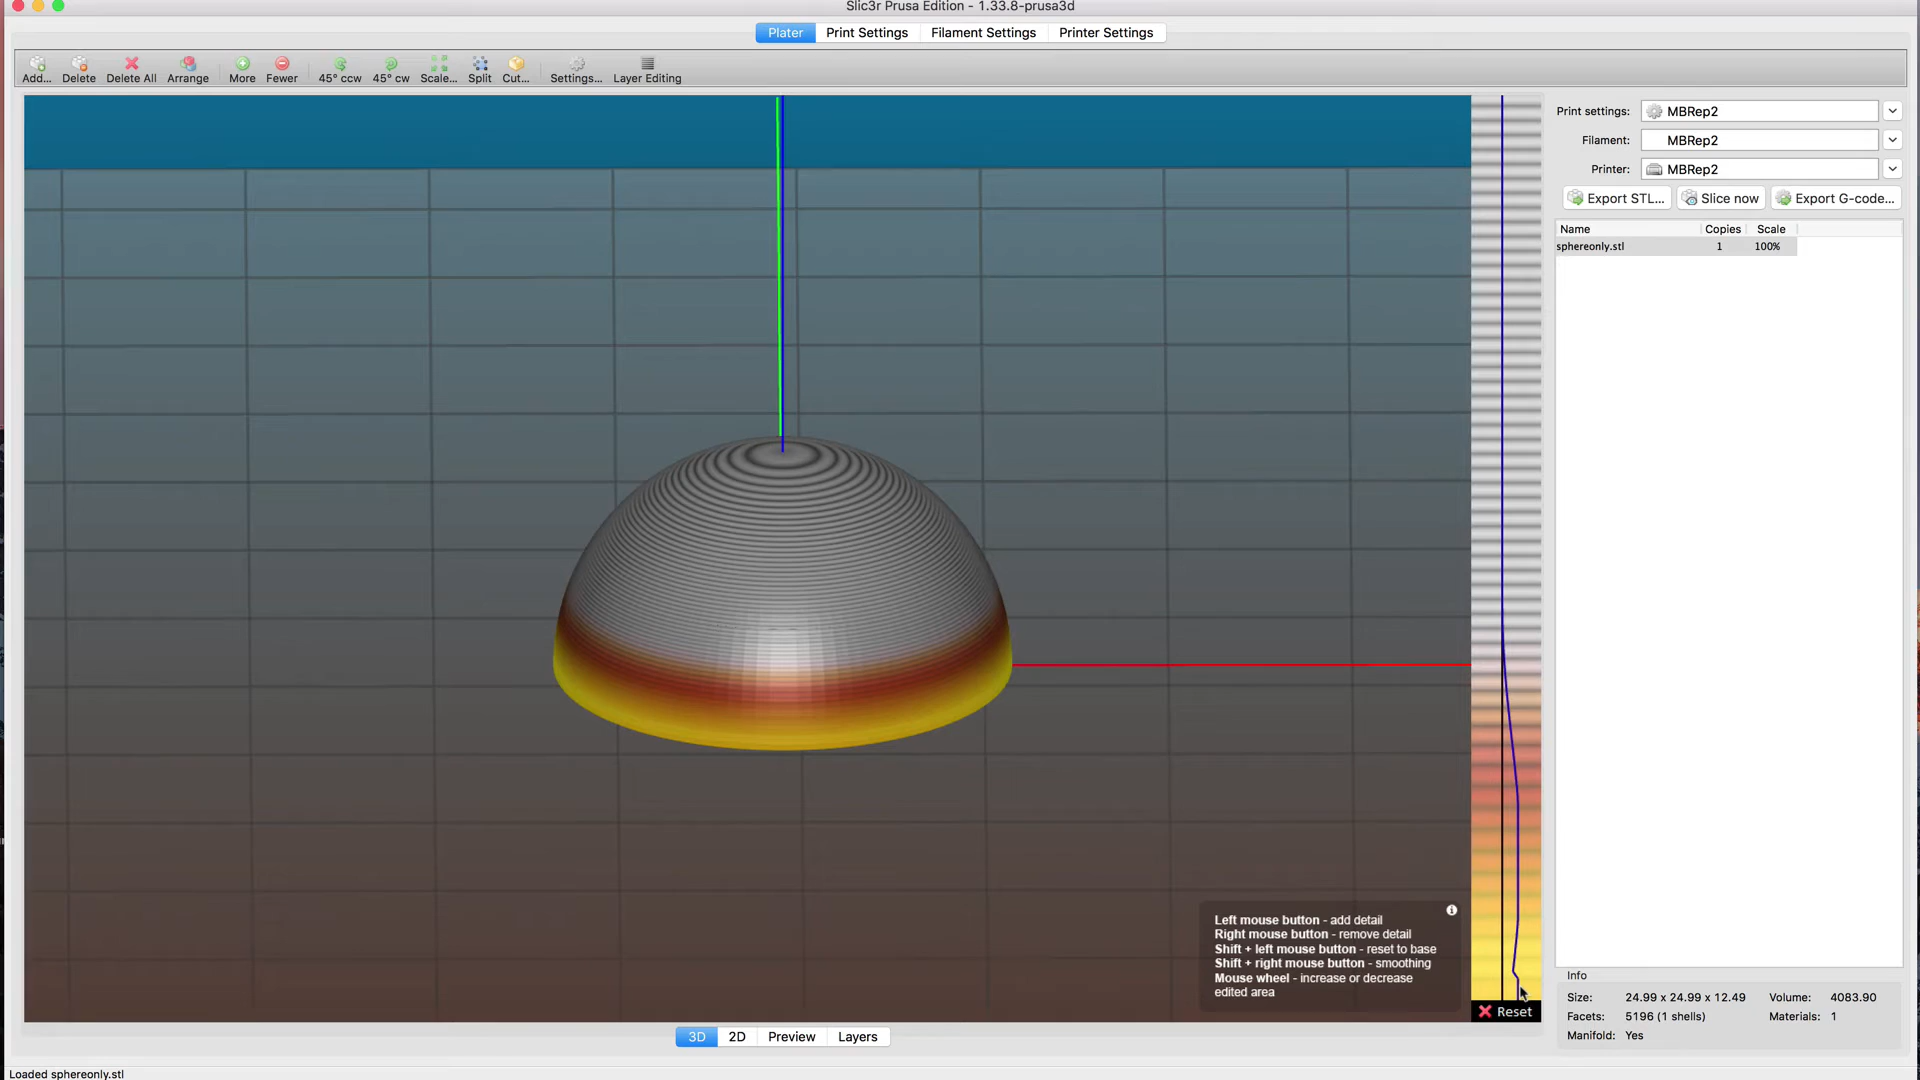 Slic3r Prusa Edition - 1.33.8-prusa3d
Plater Print Settings Filament Settings Printer Settings
Add... Delete Delete All Arrange More Fewer 45° ccw 45° cw Scale... Split Cut... Settings... Layer Editing
Print settings: MBRep2
Filament: MBRep2
Printer: MBRep2
Export STL... Slice now Export G-code...
Name Copies Scale
sphereonly.stl 1 100%
Left mouse button - add detail
Right mouse button - remove detail
Shift + left mouse button - reset to base
Shift + right mouse button - smoothing
Mouse wheel - increase or decrease
edited area
Reset
Info
Size: 24.99 x 24.99 x 12.49 Volume: 4083.90
Facets: 5196 (1 shells) Materials: 1
Manifold: Yes
3D 2D Preview Layers
Loaded sphereonly.stl